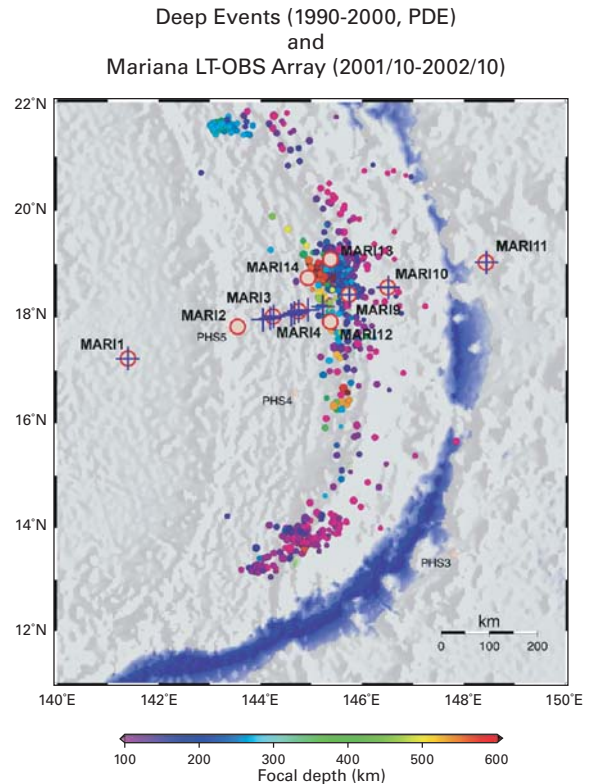 Deep Events (1990-2000, PDE)
and
Mariana LT-OBS Array (2001/10-2002/10)
22˚N
20˚N
18˚N
16˚N
14˚N
12˚N
MARI13
MARI11
MARI14
MARI10
MARI3
MARI2
MARI9
PHS5
MARI4
MARI12
MARI1
PHS4
PHS3
km
0 100 200
140˚E 142˚E 144˚E 146˚E 148˚E 150˚E
100 200 300 400 500 600
Focal depth (km)